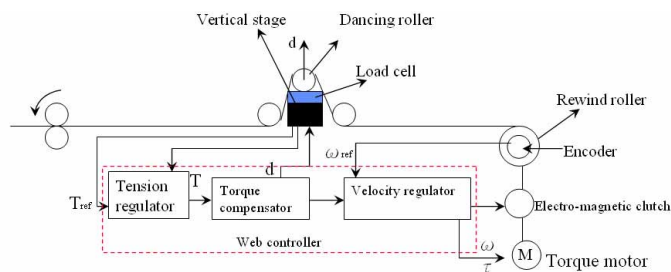 Vertical stage
Dancing roller
d
Load cell
Rewind roller
Encoder
ω ref
d
T
Tref
Tension regulator
Torque compensator
Velocity regulator
Electro-magnetic clutch
Web controller
ω
τ
M
Torque motor